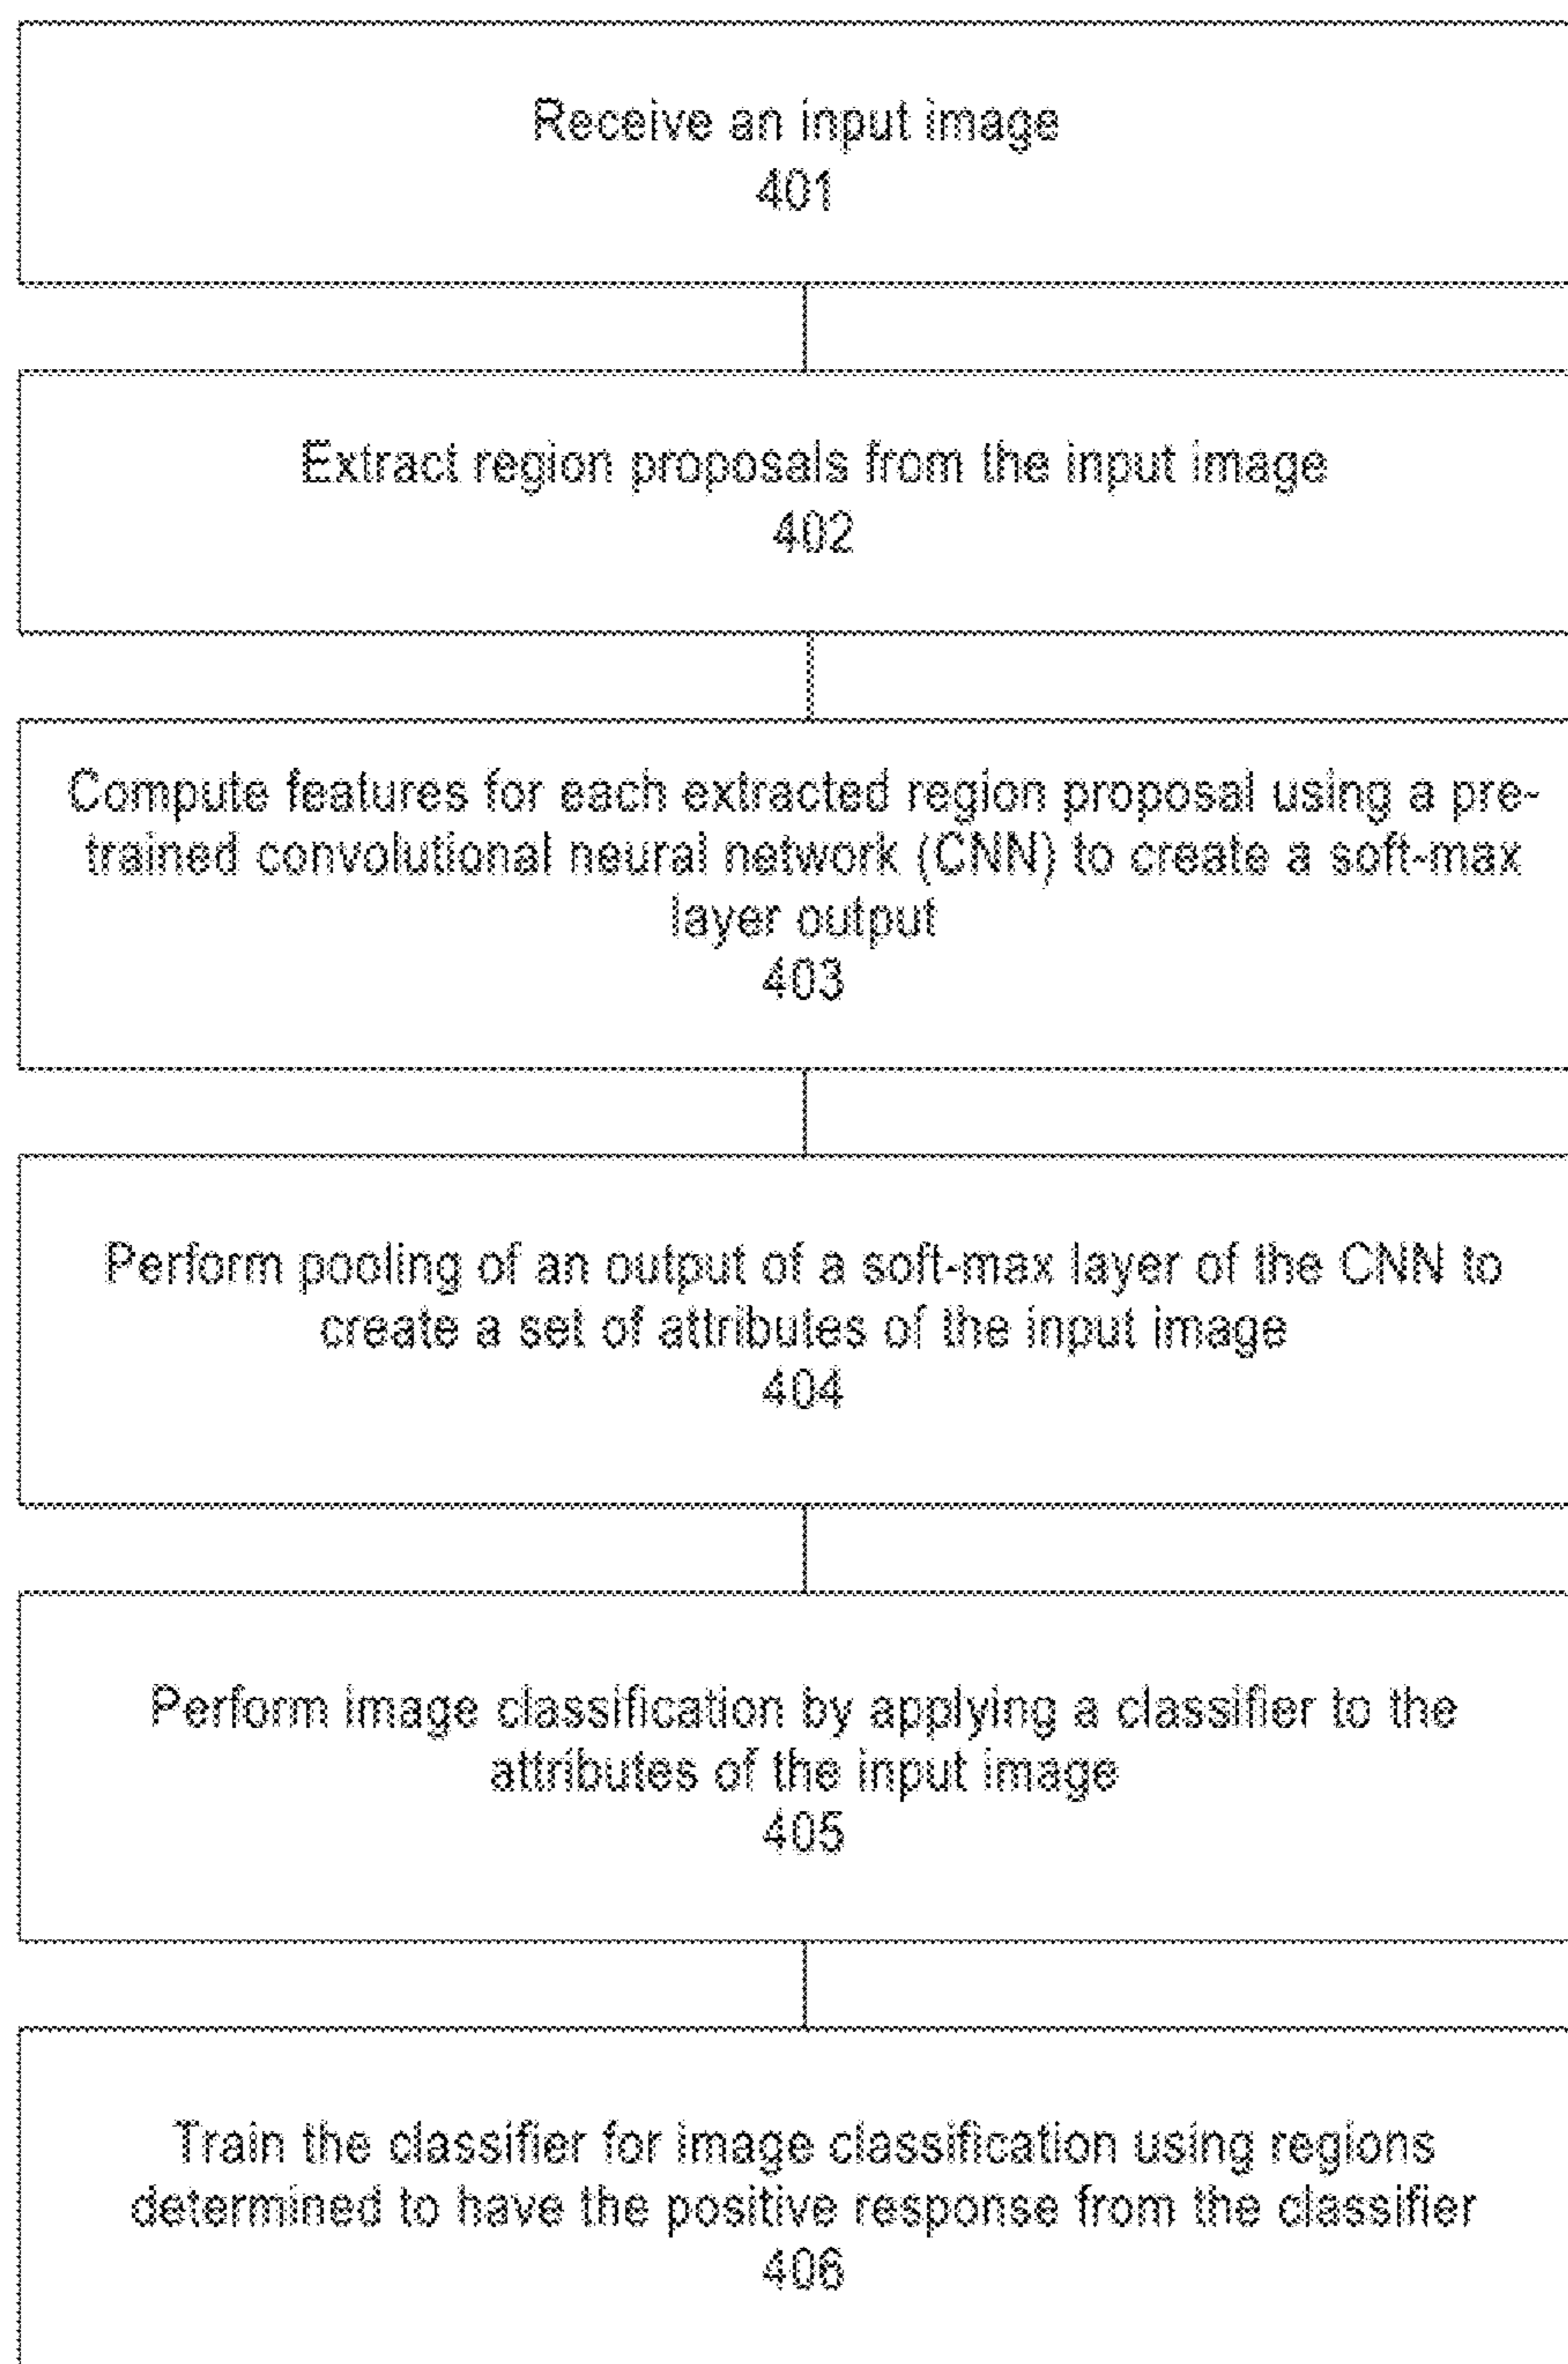 Receive an input image
401
Extract region proposals from the input image
402
Compute features for each extracted region proposal using a pre-
trained convolutional neural network (CNN) to create a soft-max
layer output
403
Perform pooling of an output of a soft-max layer of the CNN to
create a set of attributes of the input image
404
Perform image classification by applying a classifier to the
attributes of the input image
405
Train the classifier for image classification using regions
determined to have the positive response from the classifier
406